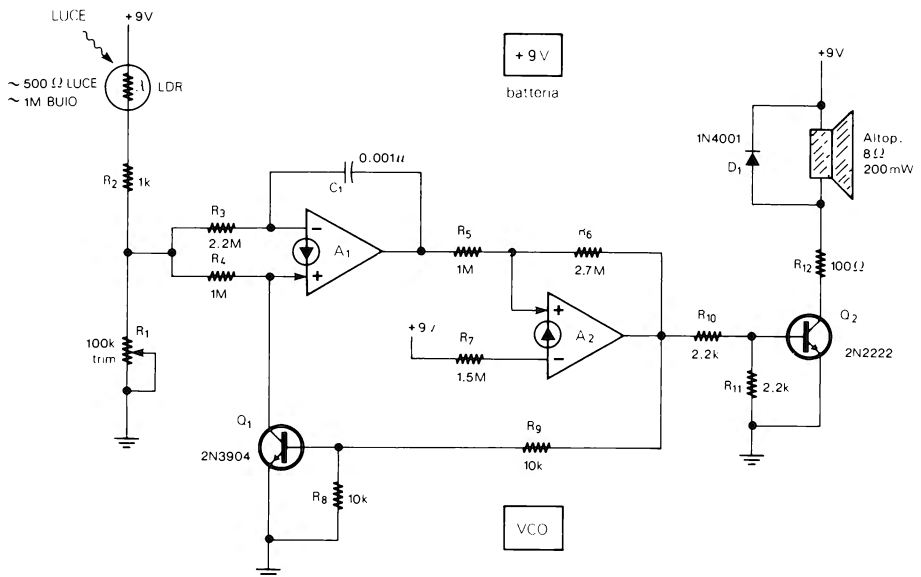 LUCE
+9V
~ 500 Ω LUCE
~ 1M BUIO
LDR
R2
1k
R1
100k
trim
R3
2.2M
R4
1M
0.001µ
C1
−
A1
+
R5
1M
R6
2.7M
+
A2
−
+9V
R7
1.5M
Q1
2N3904
R8
10k
R9
10k
R10
2.2k
R11
2.2k
Q2
2N2222
R12
100Ω
+9V
1N4001
D1
Altop.
8Ω
200mW
+9V
batteria
VCO